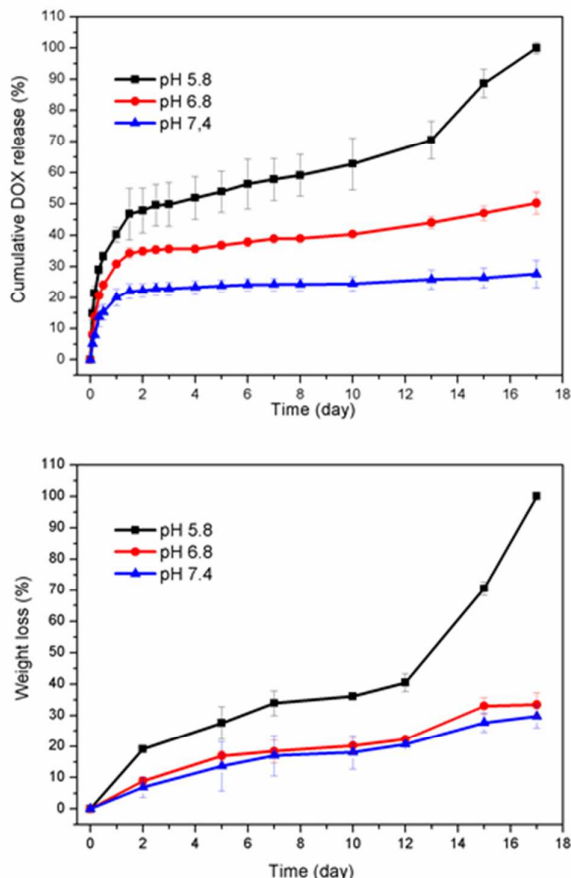 Cumulative DOX release (%)
110
100
90
80
70
60
50
40
30
20
10
0
pH 5.8
pH 6.8
pH 7,4
0 2 4 6 8 10 12 14 16 18
Time (day)
Weight loss (%)
110
100
90
80
70
60
50
40
30
20
10
0
pH 5.8
pH 6.8
pH 7.4
0 2 4 6 8 10 12 14 16 18
Time (day)